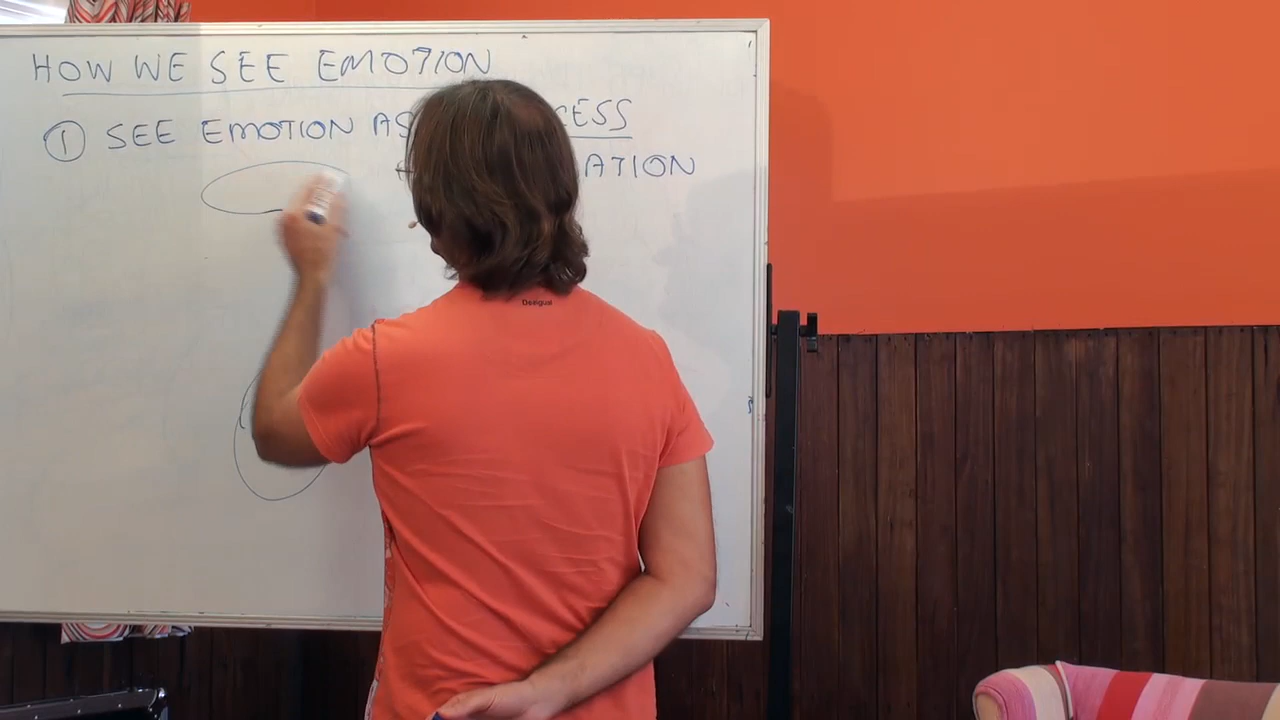 HOW WE SEE EMOTION
① SEE EMOTION AS CESS
ATION
Desigual